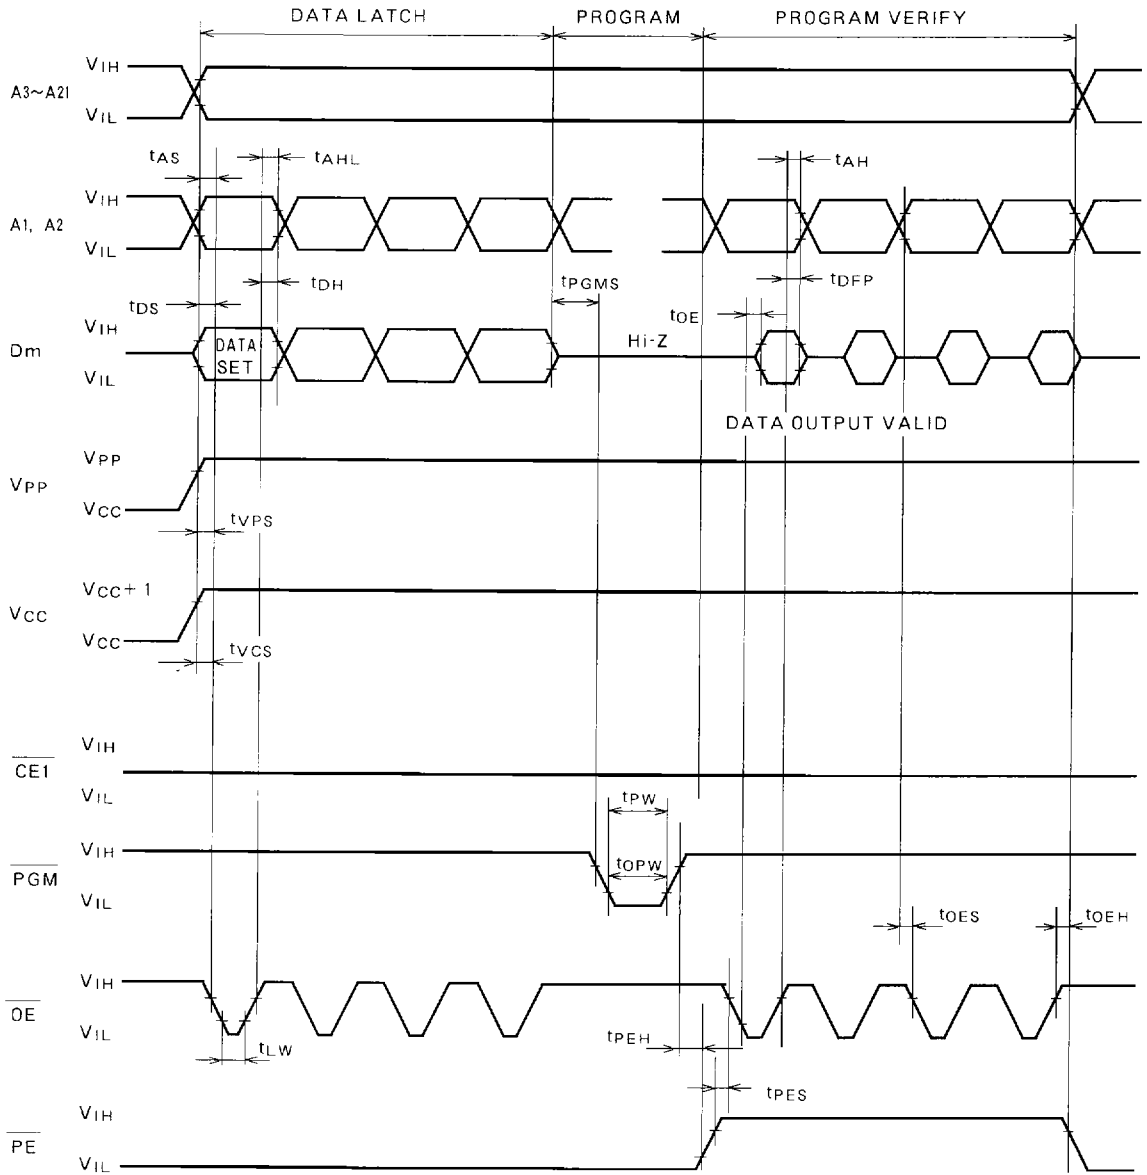 DATA LATCH PROGRAM PROGRAM VERIFY
VIH
A3~A21
VIL
tAS tAHL tAH
VIH
A1, A2
VIL
tDH tPGMS tDFP
tDS tOE
VIH
Dm DATA SET Hi-Z
VIL
DATA OUTPUT VALID
VPP
VPP
VCC
tVPS
VCC+1
VCC
VCC
tVCS
VIH
CE1
VIL
tPW
VIH
PGM tOPW
VIL
tOES tOEH
VIH
OE
VIL
tLW tPEH
tPES
VIH
PE
VIL